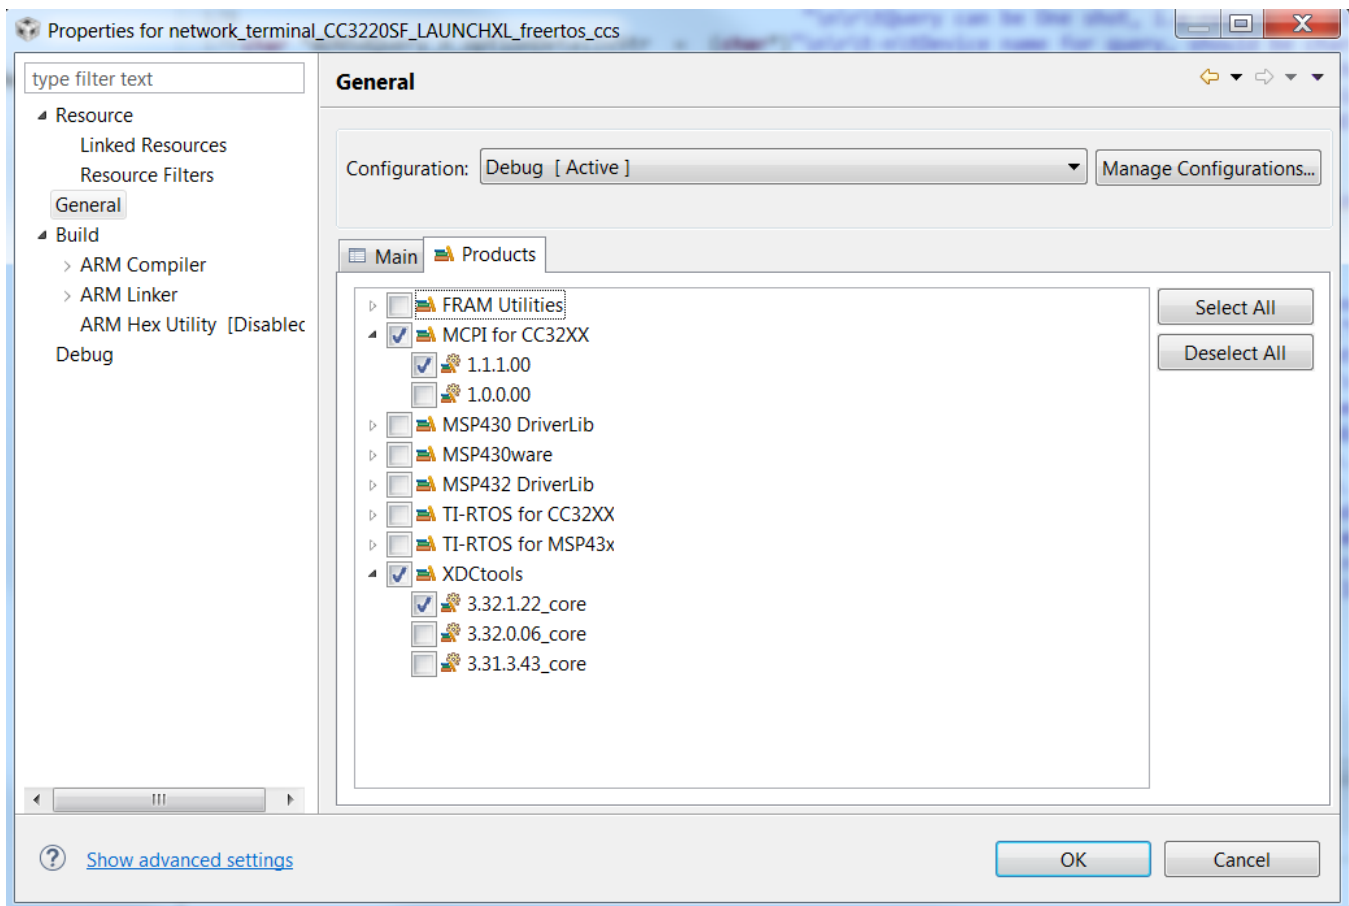 Properties for network_terminal_CC3220SF_LAUNCHXL_freertos_ccs
type filter text
General
Resource
Linked Resources
Resource Filters
General
Build
ARM Compiler
ARM Linker
ARM Hex Utility [Disablec
Debug
Configuration:
Debug [ Active ]
Manage Configurations...
Main
Products
FRAM Utilities
MCPI for CC32XX
1.1.1.00
1.0.0.00
MSP430 DriverLib
MSP430ware
MSP432 DriverLib
TI-RTOS for CC32XX
TI-RTOS for MSP43x
XDCtools
3.32.1.22_core
3.32.0.06_core
3.31.3.43_core
Select All
Deselect All
Show advanced settings
OK
Cancel